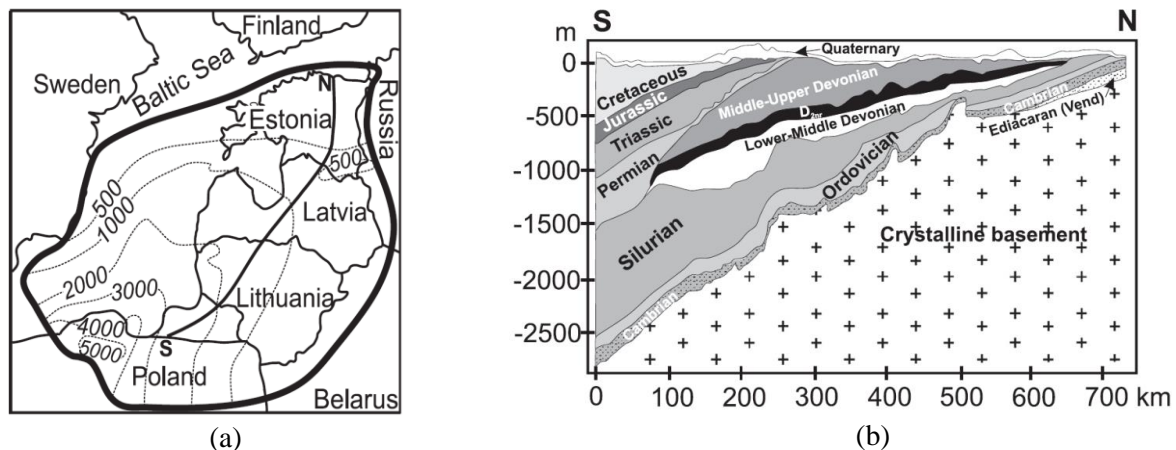 Finland
Sweden
Baltic Sea
Russia
N
Estonia
500
500
1000
Latvia
2000
3000
Lithuania
4000
S
5000
Poland
Belarus
(a)
S
N
m
Quaternary
0
Cretaceous
Jurassic
Middle-Upper Devonian
Cambrian
Ediacaran (Vend)
-500
Triassic
Lower-Middle Devonian
-1000
Permian
Ordovician
-1500
Silurian
Crystalline basement
-2000
Cambrian
-2500
0 100 200 300 400 500 600 700 km
(b)